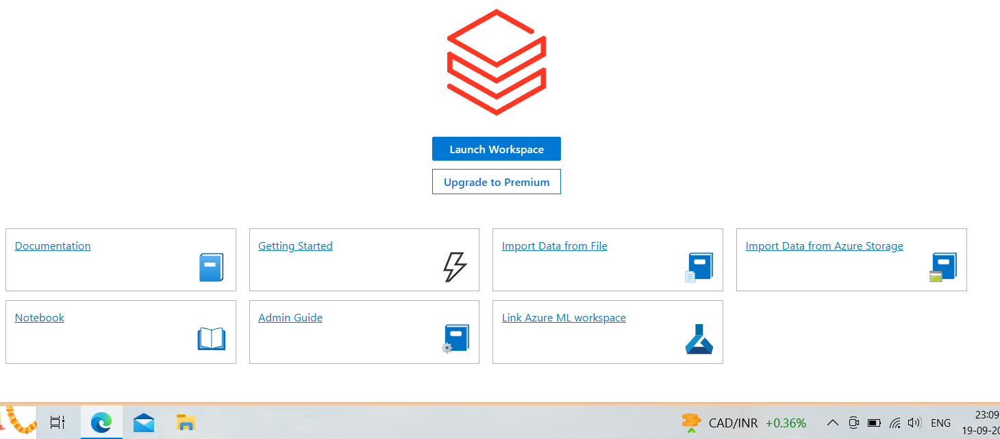 Launch Workspace
Upgrade to Premium
Documentation
Getting Started
Import Data from File
Import Data from Azure Storage
Notebook
Admin Guide
Link Azure ML workspace
CAD/INR +0.36%
ENG
23:09
19-09-20